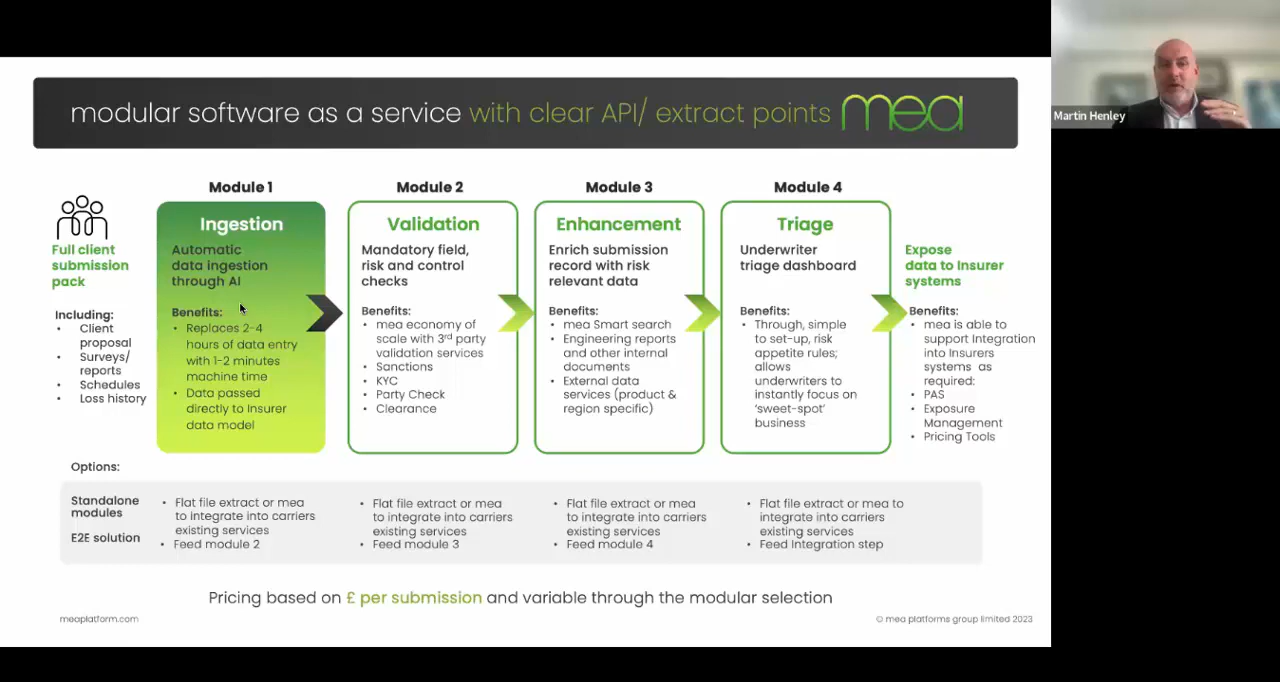 modular software as a service with clear API/ extract points mea
Martin Henley
Full client
submission
pack
Including:
• Client
proposal
• Surveys/
reports
• Schedules
• Loss history
Module 1
Ingestion
Automatic
data ingestion
through AI
Benefits:
• Replaces 2-4
hours of data entry
with 1-2 minutes
machine time
• Data passed
directly to Insurer
data model
Module 2
Validation
Mandatory field,
risk and control
checks
Benefits:
• mea economy of
scale with 3rd party
validation services
• Sanctions
• KYC
• Party Check
• Clearance
Module 3
Enhancement
Enrich submission
record with risk
relevant data
Benefits:
• mea Smart search
• Engineering reports
and other internal
documents
• External data
services (product &
region specific)
Module 4
Triage
Underwriter
triage dashboard
Benefits:
• Through, simple
to set-up, risk
appetite rules;
allows
underwriters to
instantly focus on
'sweet-spot'
business
Expose
data to Insurer
systems
Benefits:
• mea is able to
support Integration
into Insurers
systems as
required:
• PAS
• Exposure
Management
• Pricing Tools
Options:
Standalone
modules
E2E solution
• Flat file extract or mea
to integrate into carriers
existing services
• Feed module 2
• Flat file extract or mea
to integrate into carriers
existing services
• Feed module 3
• Flat file extract or mea
to integrate into carriers
existing services
• Feed module 4
• Flat file extract or mea to
integrate into carriers
existing services
• Feed Integration step
Pricing based on £ per submission and variable through the modular selection
meaplatform.com
© mea platforms group limited 2023